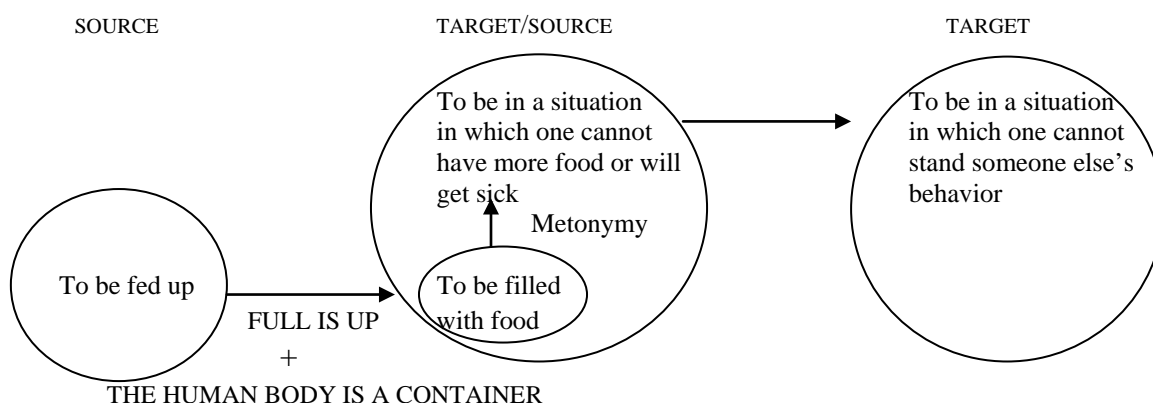 SOURCE
TARGET/SOURCE
TARGET
To be fed up
FULL IS UP
+
THE HUMAN BODY IS A CONTAINER
To be in a situation
in which one cannot
have more food or will
get sick
Metonymy
To be filled
with food
To be in a situation
in which one cannot
stand someone else's
behavior